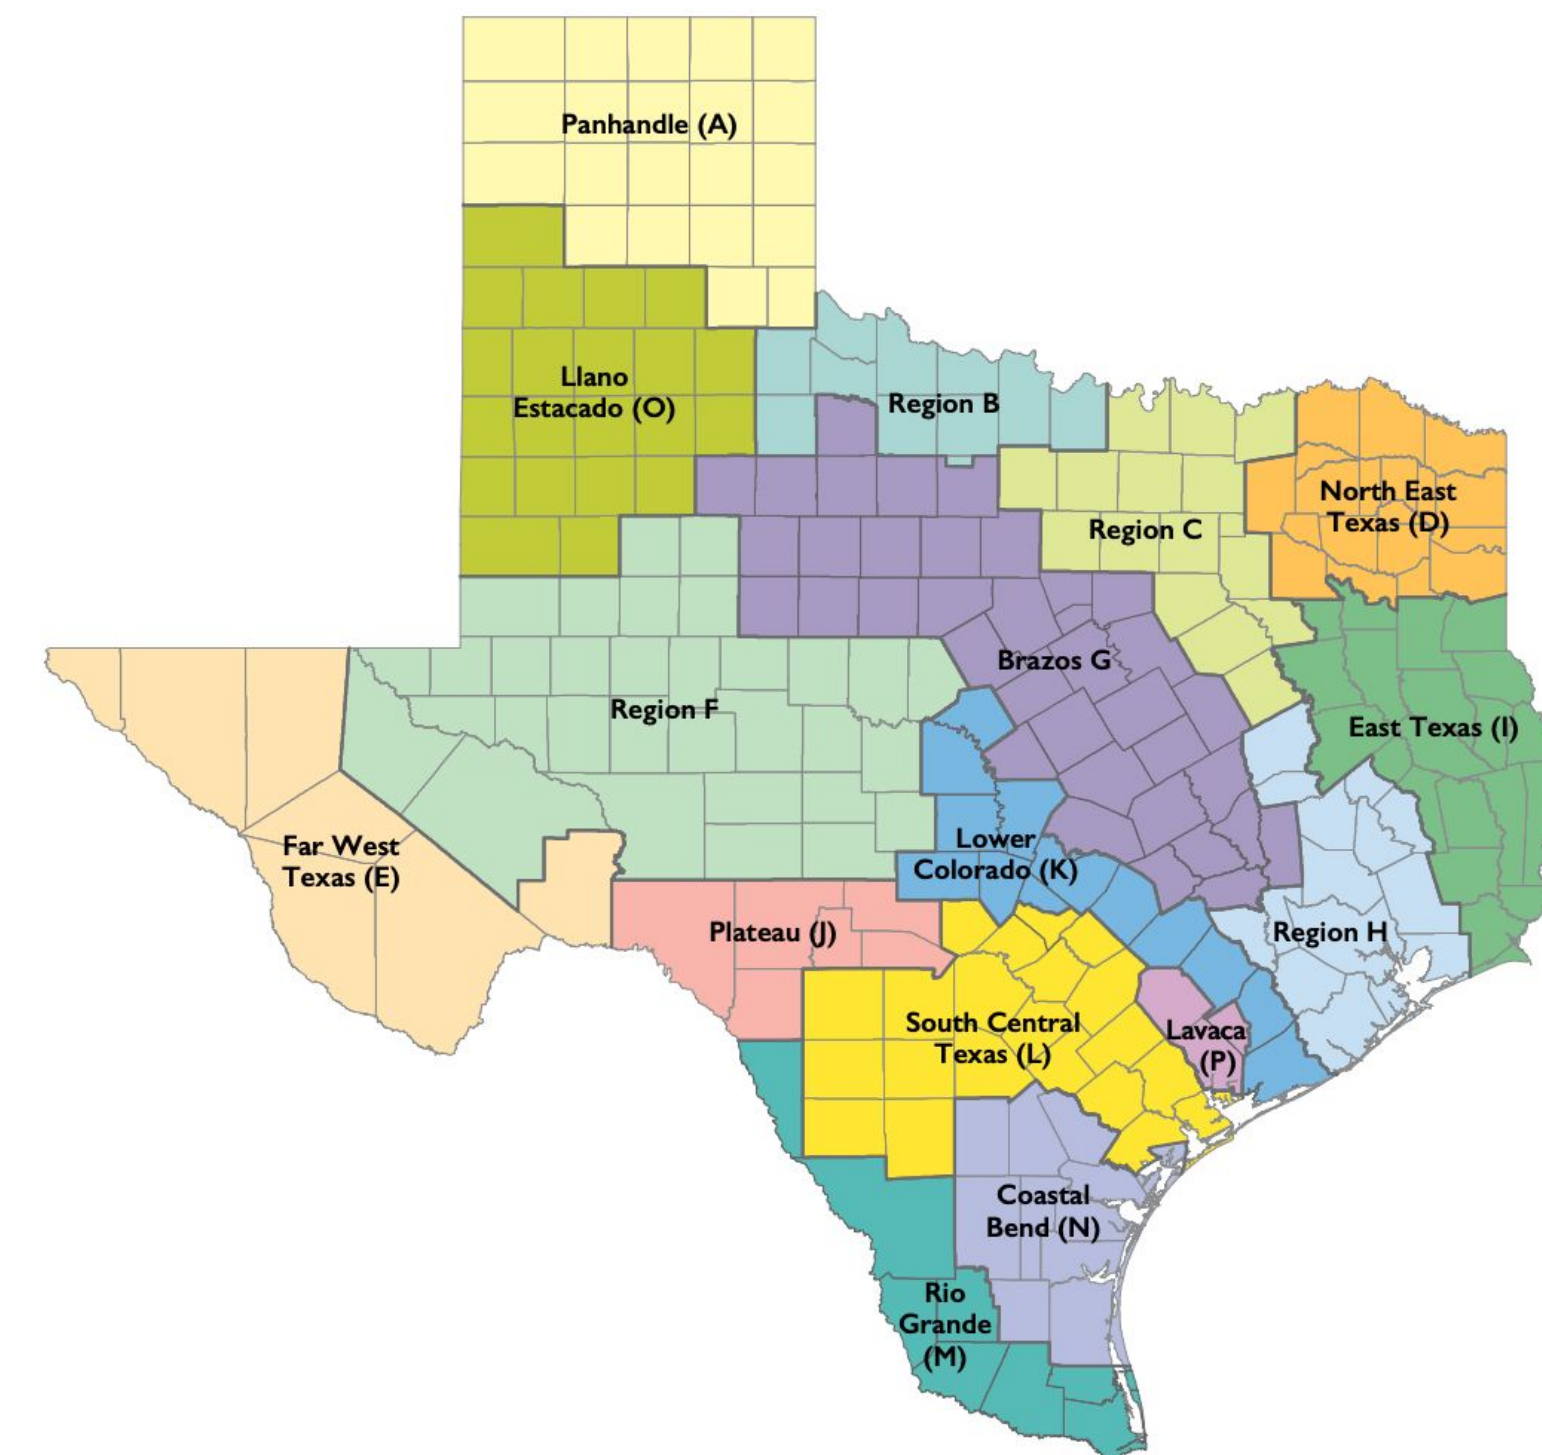 Panhandle (A)
Llano
Estacado (O)
Region B
North East
Texas (D)
Region C
Brazos G
Region F
East Texas (I)
Far West
Texas (E)
Lower
Colorado (K)
Plateau (J)
Region H
South Central
Texas (L)
Lavaca
(P)
Coastal
Bend (N)
Rio
Grande
(M)